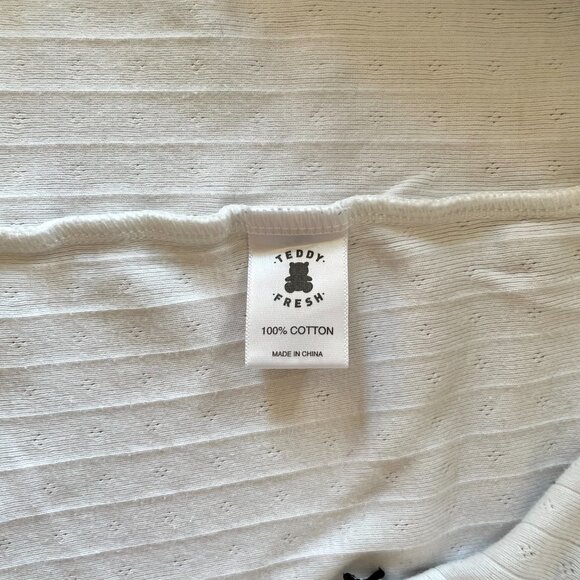 ·TEDDY·
·FRESH·
100% COTTON
MADE IN CHINA